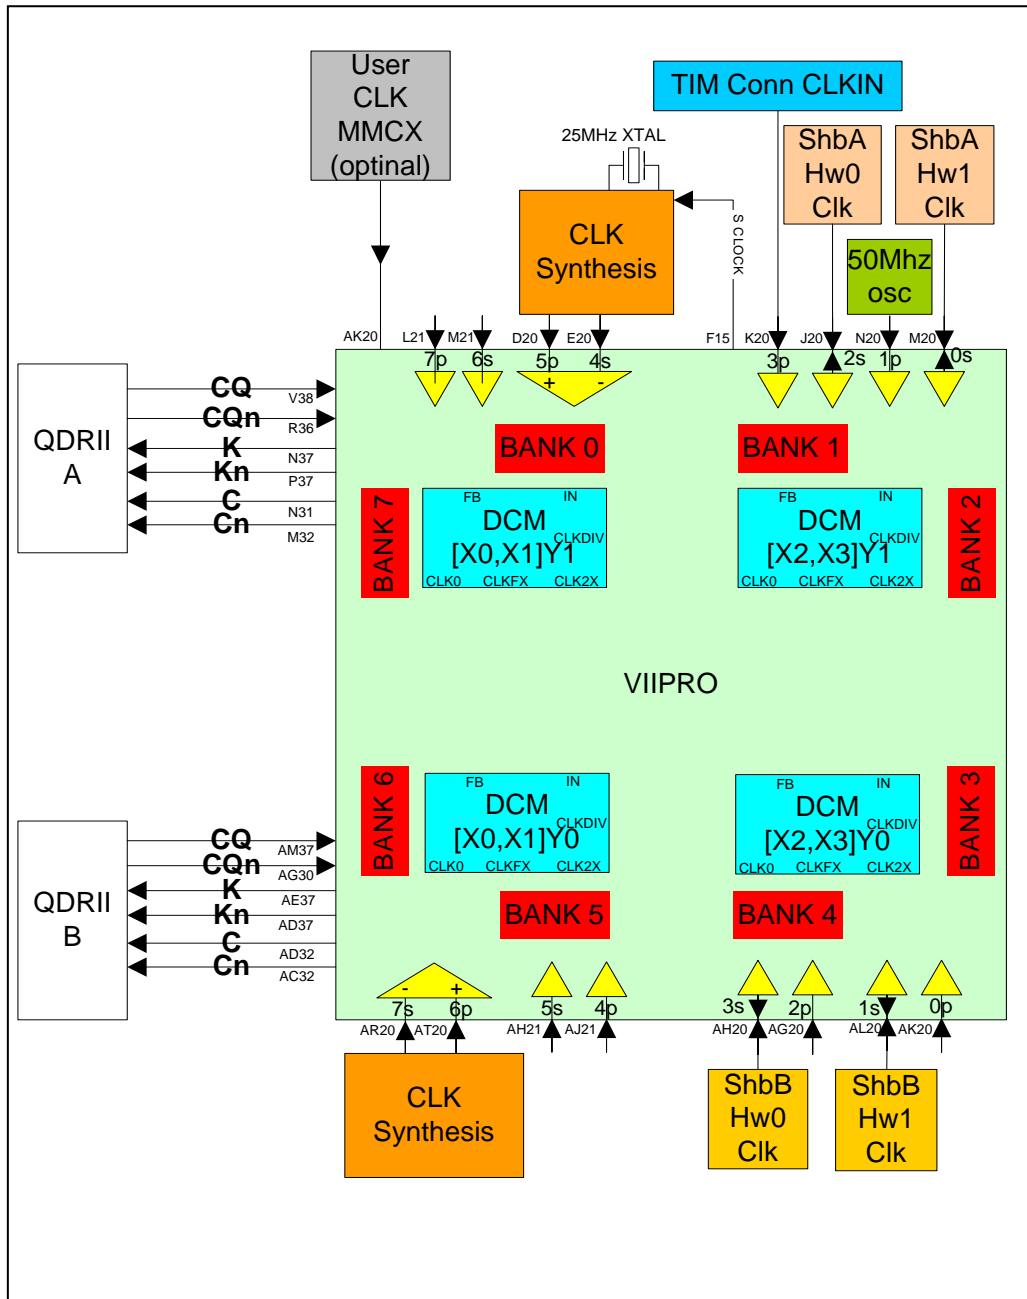 User
CLK
MMCX
(optinal)
TIM Conn CLKIN
25MHz XTAL
ShbA
Hw0
Clk
ShbA
Hw1
Clk
CLK
Synthesis
S CLOCK
50Mhz
osc
AK20
L21
M21
D20
E20
F15
K20
J20
N20
M20
7p
6s
5p
4s
3p
2s
1p
0s
+
-
QDRII
A
CQ
V38
CQn
R36
K
N37
Kn
P37
C
N31
Cn
M32
BANK 0
BANK 1
BANK 7
BANK 2
FB
IN
DCM
CLKDIV
[X0,X1]Y1
CLK0
CLKFX
CLK2X
FB
IN
DCM
CLKDIV
[X2,X3]Y1
CLK0
CLKFX
CLK2X
VIIPRO
BANK 6
BANK 3
FB
IN
DCM
CLKDIV
[X0,X1]Y0
CLK0
CLKFX
CLK2X
FB
IN
DCM
CLKDIV
[X2,X3]Y0
CLK0
CLKFX
CLK2X
QDRII
B
CQ
AM37
CQn
AG30
K
AE37
Kn
AD37
C
AD32
Cn
AC32
BANK 5
BANK 4
-
+
7s
6p
5s
4p
3s
2p
1s
0p
AR20
AT20
AH21
AJ21
AH20
AG20
AL20
AK20
CLK
Synthesis
ShbB
Hw0
Clk
ShbB
Hw1
Clk